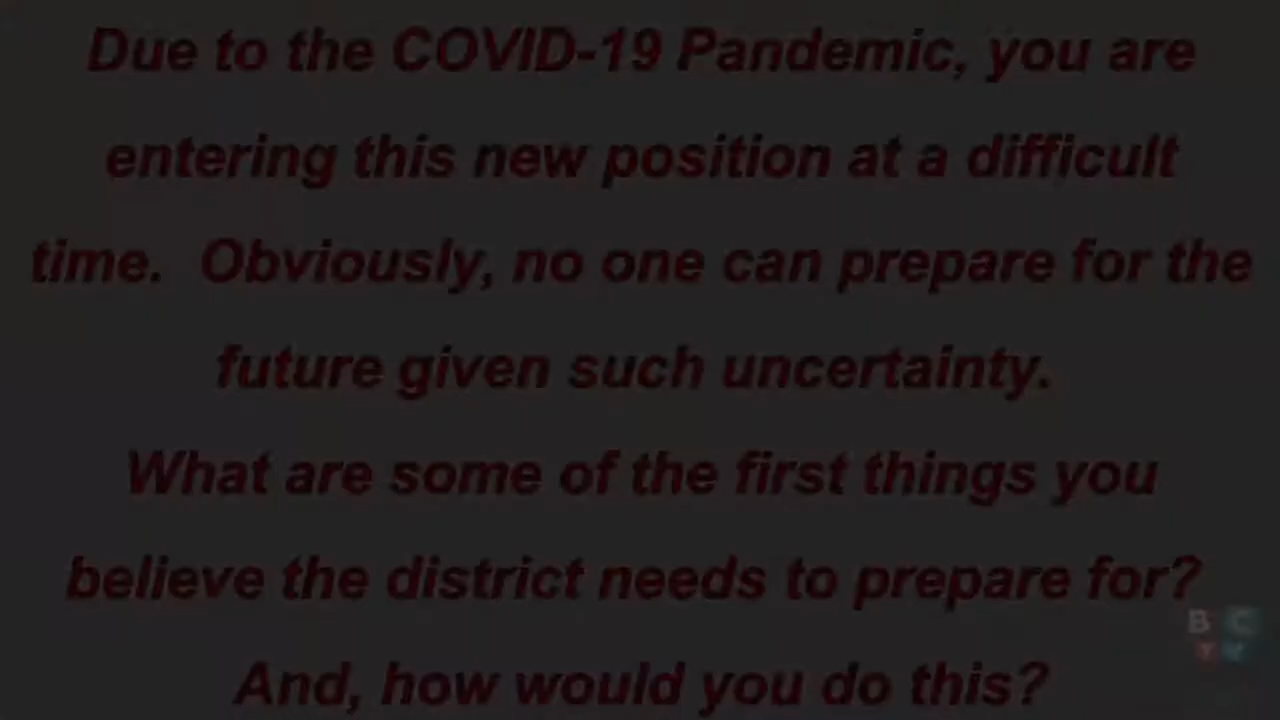 Due to the COVID-19 Pandemic, you are
entering this new position at a difficult
time.  Obviously, no one can prepare for the
future given such uncertainty.
What are some of the first things you
believe the district needs to prepare for?
And, how would you do this?
B C
T V